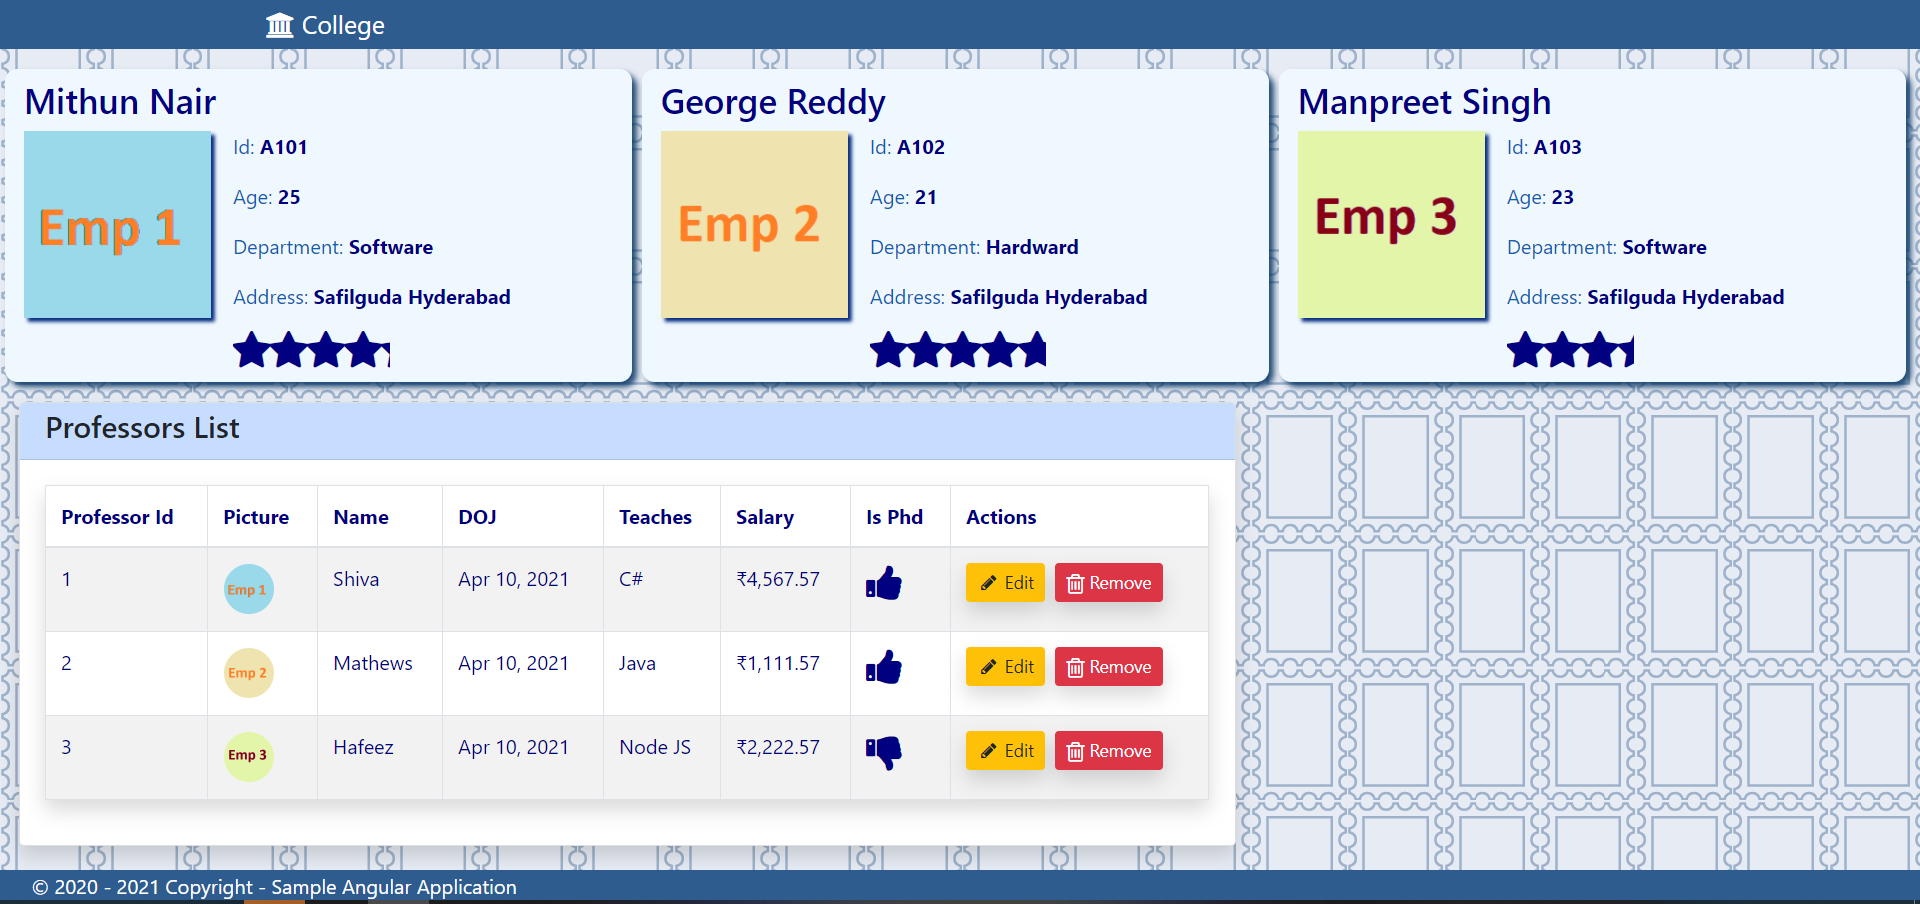 College
Mithun Nair
Emp 1
Id: A101
Age: 25
Department: Software
Address: Safilguda Hyderabad
George Reddy
Emp 2
Id: A102
Age: 21
Department: Hardward
Address: Safilguda Hyderabad
Manpreet Singh
Emp 3
Id: A103
Age: 23
Department: Software
Address: Safilguda Hyderabad
Professors List
Professor Id Picture Name DOJ Teaches Salary Is Phd Actions
1 Emp 1 Shiva Apr 10, 2021 C# ₹4,567.57 Edit Remove
2 Emp 2 Mathews Apr 10, 2021 Java ₹1,111.57 Edit Remove
3 Emp 3 Hafeez Apr 10, 2021 Node JS ₹2,222.57 Edit Remove
© 2020 - 2021 Copyright - Sample Angular Application